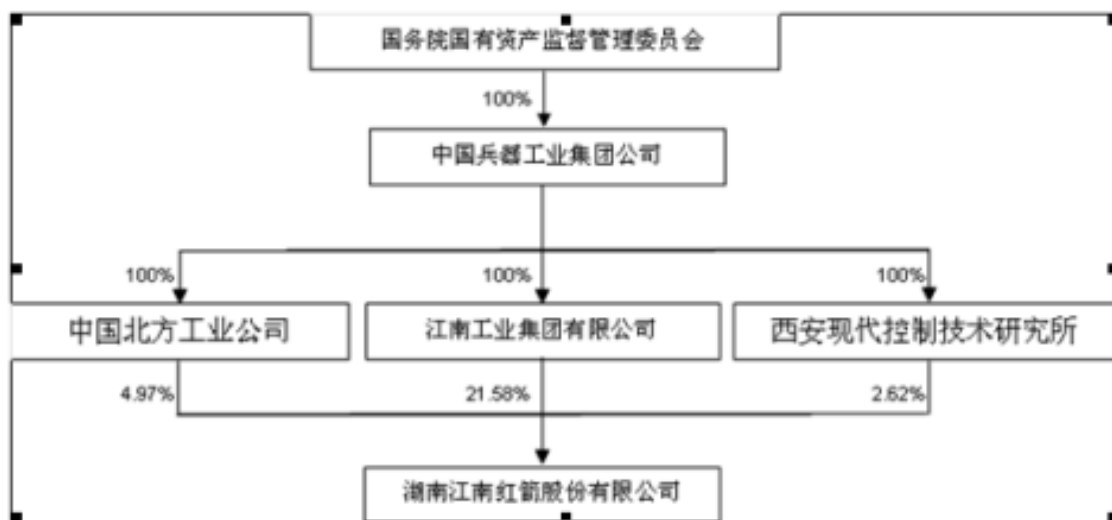 国务院国有资产监督管理委员会
100%
中国兵器工业集团公司
100%
100%
100%
中国北方工业公司
江南工业集团有限公司
西安现代控制技术研究所
4.97%
21.58%
2.62%
湖南江南红箭股份有限公司